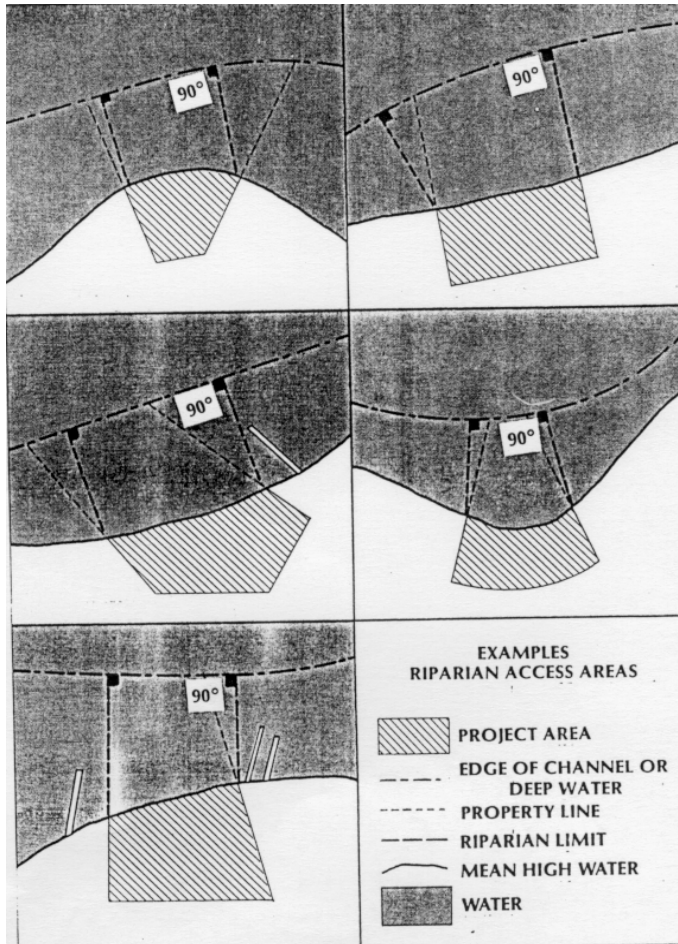 90°
90°
90°
90°
90°
EXAMPLES
RIPARIAN ACCESS AREAS
PROJECT AREA
EDGE OF CHANNEL OR
DEEP WATER
PROPERTY LINE
RIPARIAN LIMIT
MEAN HIGH WATER
WATER